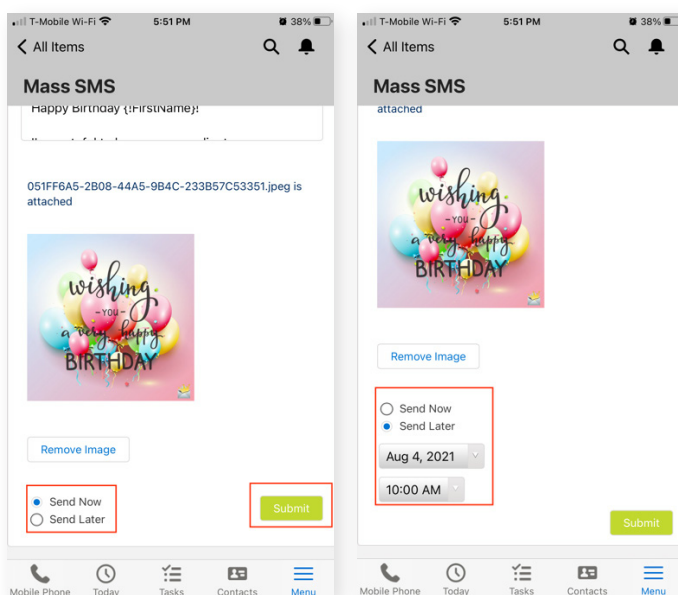 T-Mobile Wi-Fi 5:51 PM 38%
All Items
Mass SMS
Happy Birthday {!FirstName}!
051FF6A5-2B08-44A5-9B4C-233B57C53351.jpeg is
attached
wishing
- YOU -
a very happy
BIRTHDAY
Remove Image
Send Now
Send Later
Submit
Mobile Phone Today Tasks Contacts Menu
T-Mobile Wi-Fi 5:51 PM 38%
All Items
Mass SMS
attached
wishing
- YOU -
a very happy
BIRTHDAY
Remove Image
Send Now
Send Later
Aug 4, 2021
10:00 AM
Submit
Mobile Phone Today Tasks Contacts Menu